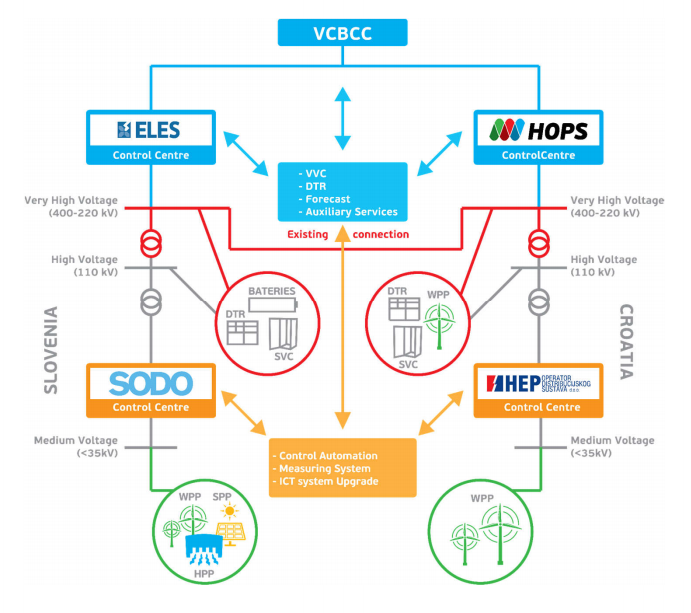 VCBCC
ELES
Control Centre
HOPS
ControlCentre
- VVC
- DTR
- Forecast
- Auxiliary Services
Very High Voltage
(400-220 kV)
Very High Voltage
(400-220 kV)
Existing connection
High Voltage
(110 kV)
High Voltage
(110 kV)
BATERIES
DTR
SVC
DTR
WPP
SVC
SLOVENIA
CROATIA
SODO
Control Centre
HEP OPERATOR
DISTRIBUCIJSKOG
SUSTAVA d.o.o.
Control Centre
Medium Voltage
(<35kV)
Medium Voltage
(<35kV)
- Control Automation
- Measuring System
- ICT system Upgrade
WPP
SPP
HPP
WPP